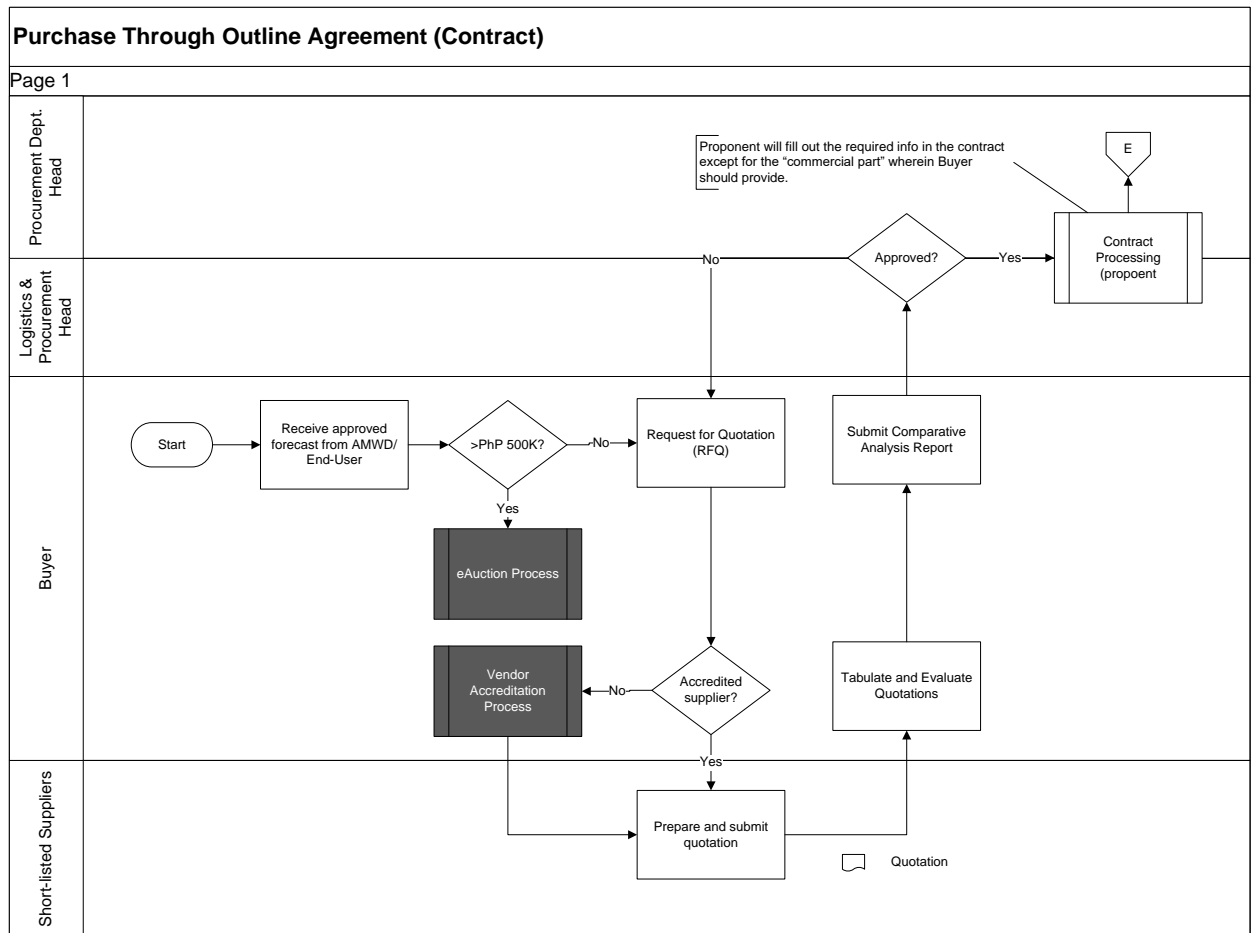 Purchase Through Outline Agreement (Contract)
Page 1
Procurement Dept.
Head
Proponent will fill out the required info in the contract
except for the “commercial part” wherein Buyer
should provide.
E
Contract
Processing
(propoent
Approved?
No
Yes
Logistics &
Procurement
Head
Buyer
Start
Receive approved
forecast from AMWD/
End-User
>PhP 500K?
No
Yes
Request for Quotation
(RFQ)
Submit Comparative
Analysis Report
eAuction Process
Vendor
Accreditation
Process
No
Accredited
supplier?
Yes
Tabulate and Evaluate
Quotations
Short-listed Suppliers
Prepare and submit
quotation
Quotation